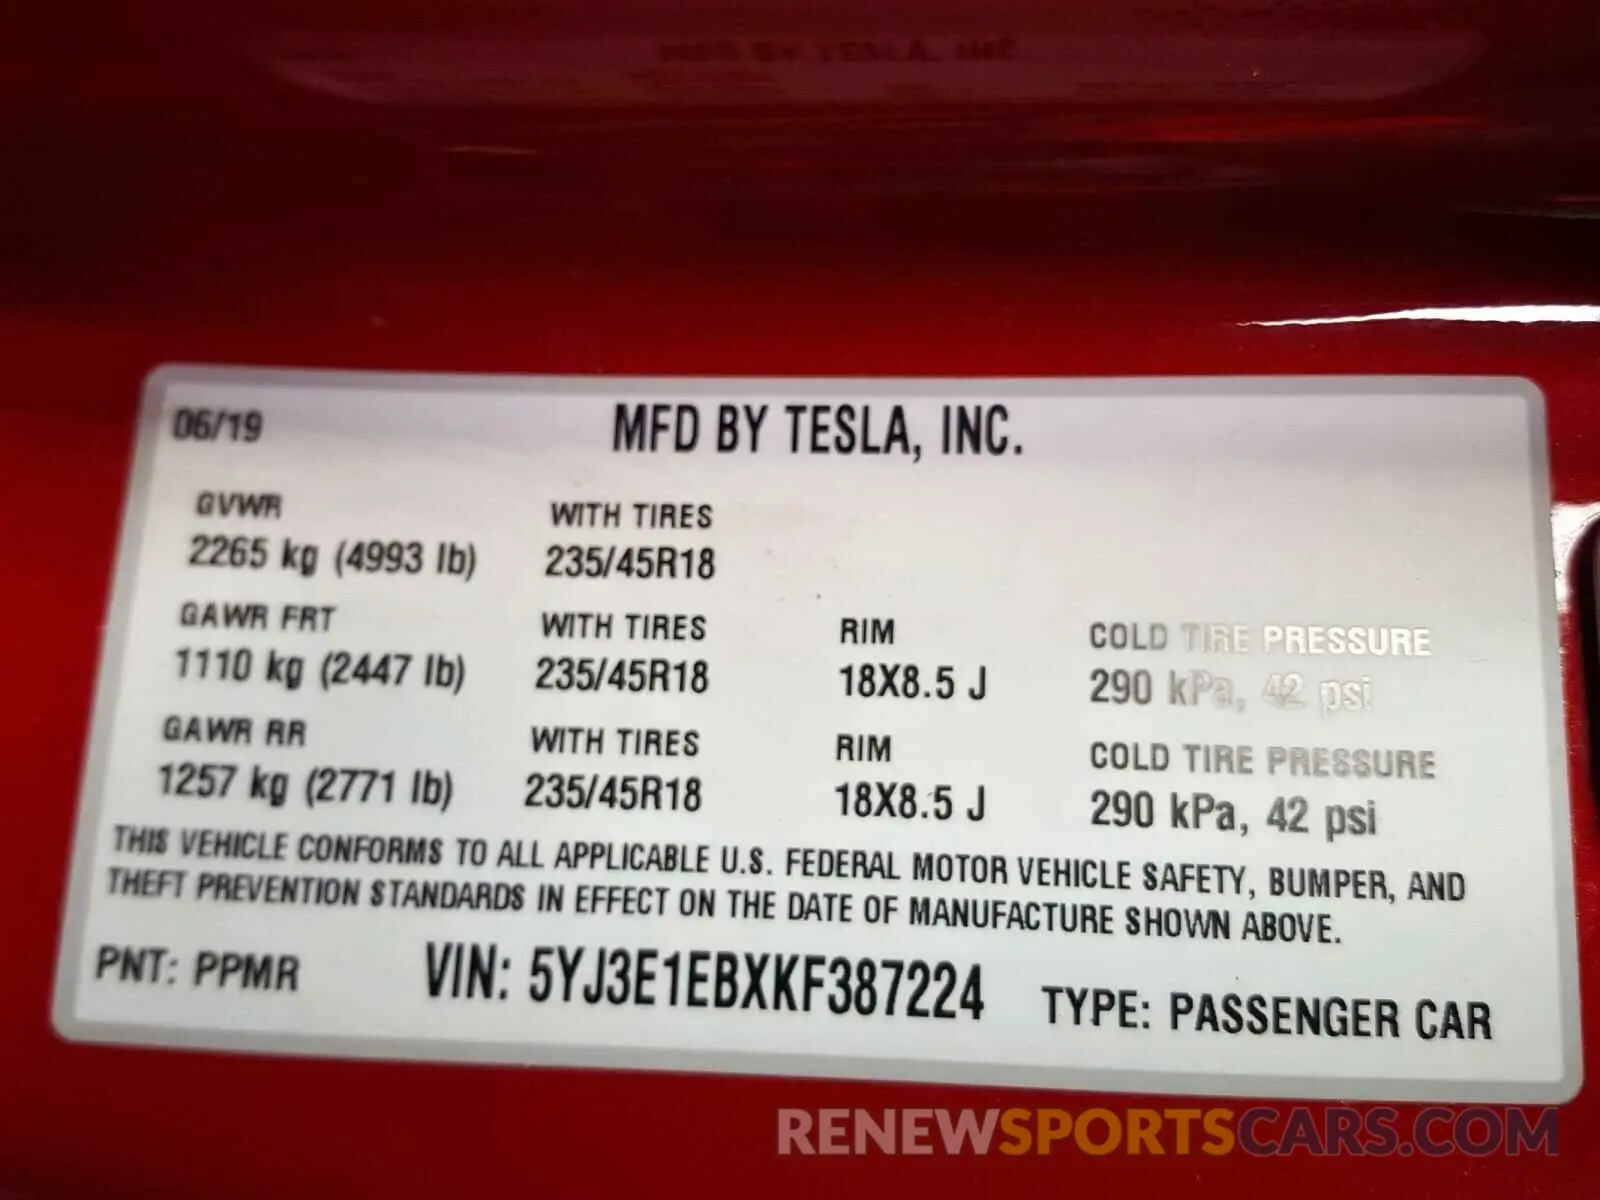 MFD BY TESLA, INC
06/19 MFD BY TESLA, INC.
GVWR WITH TIRES
2265 kg (4993 lb) 235/45R18
GAWR FRT WITH TIRES RIM COLD TIRE PRESSURE
1110 kg (2447 lb) 235/45R18 18X8.5 J 290 kPa, 42 psi
GAWR RR WITH TIRES RIM COLD TIRE PRESSURE
1257 kg (2771 lb) 235/45R18 18X8.5 J 290 kPa, 42 psi
THIS VEHICLE CONFORMS TO ALL APPLICABLE U.S. FEDERAL MOTOR VEHICLE SAFETY, BUMPER, AND
THEFT PREVENTION STANDARDS IN EFFECT ON THE DATE OF MANUFACTURE SHOWN ABOVE.
PNT: PPMR VIN: 5YJ3E1EBXKF387224 TYPE: PASSENGER CAR
RENEWSPORTSCARS.COM